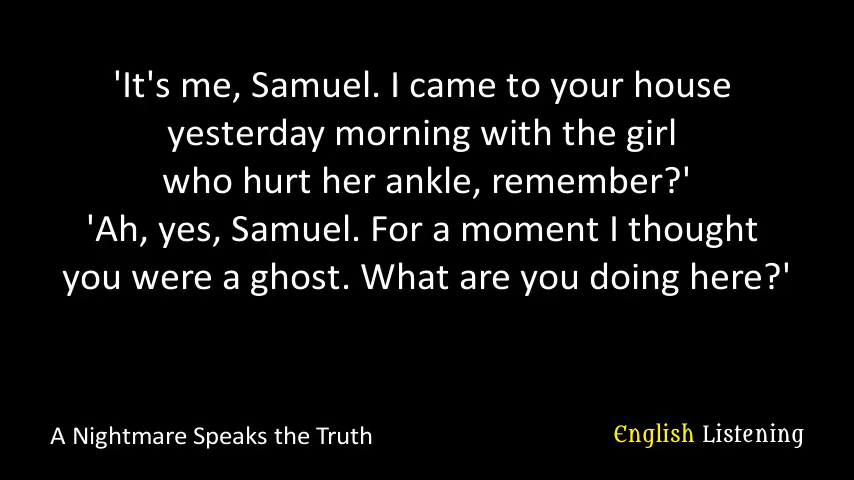 'It's me, Samuel. I came to your house
yesterday morning with the girl
who hurt her ankle, remember?'
'Ah, yes, Samuel. For a moment I thought
you were a ghost. What are you doing here?'
A Nightmare Speaks the Truth
English Listening